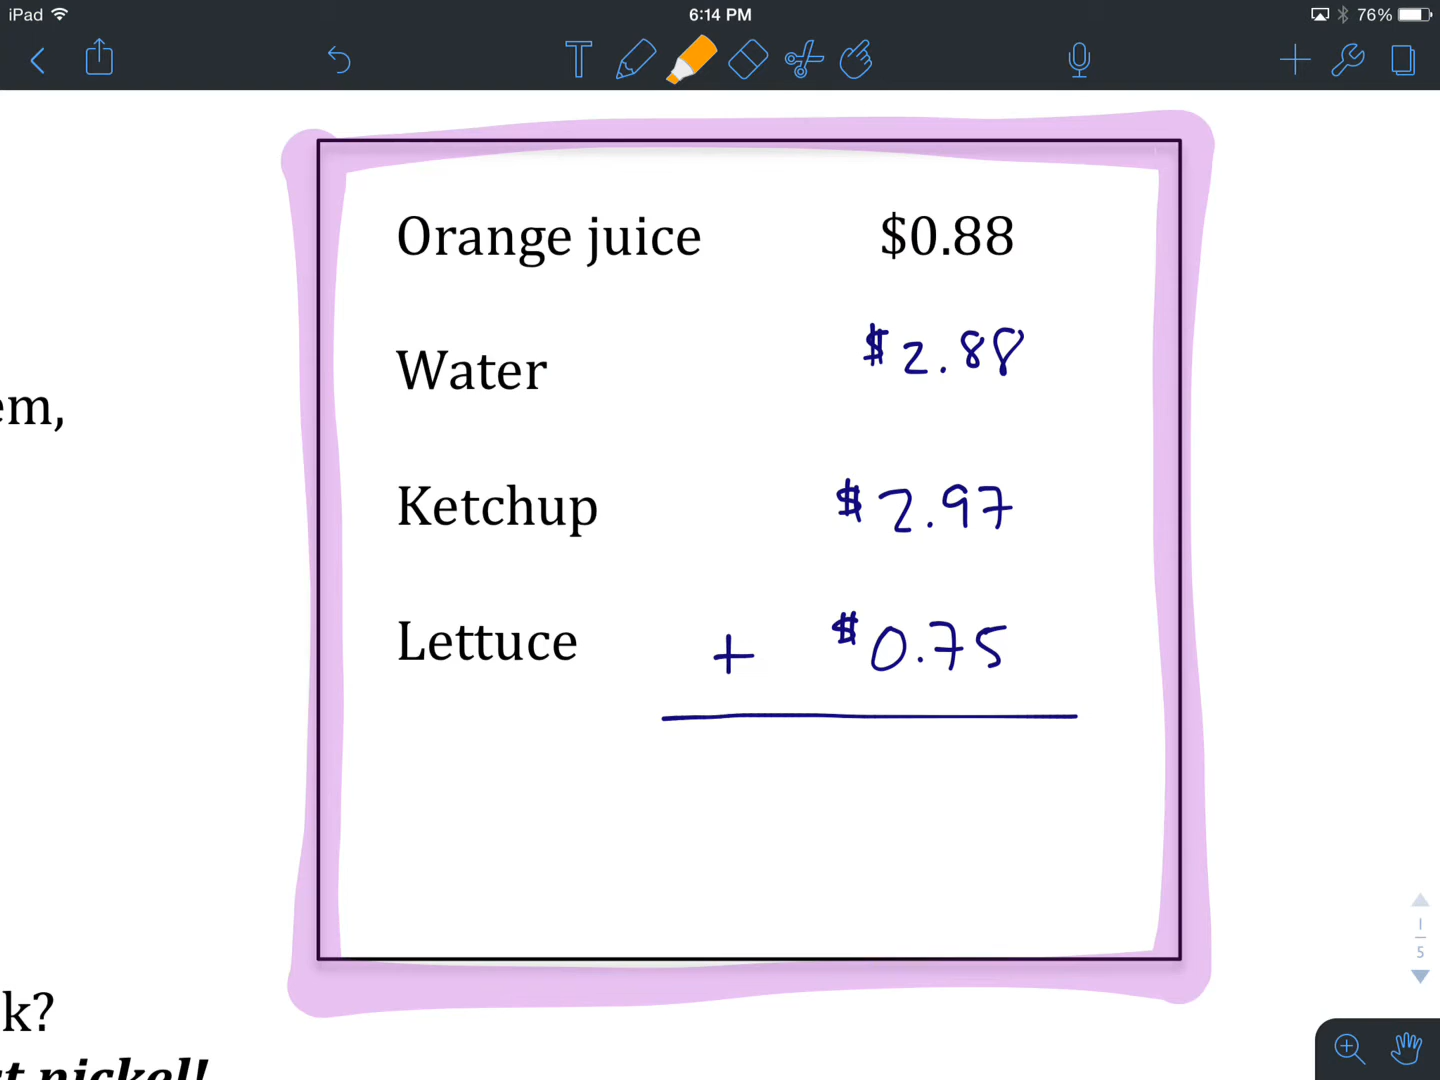 iPad 6:14 PM 76%
T
Orange juice $0.88
Water $2.88
em,
Ketchup $2.97
Lettuce + $0.75
1
5
k?
t nickel!